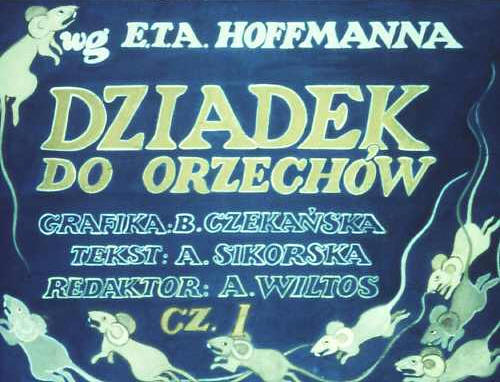 wg E.T.A. HOFFMANNA
DZIADEK
DO ORZECHÓW
GRAFIKA: B. CZEKAŃSKA
TEKST: A. SIKORSKA
REDAKTOR: A. WILTOS
CZ. 1